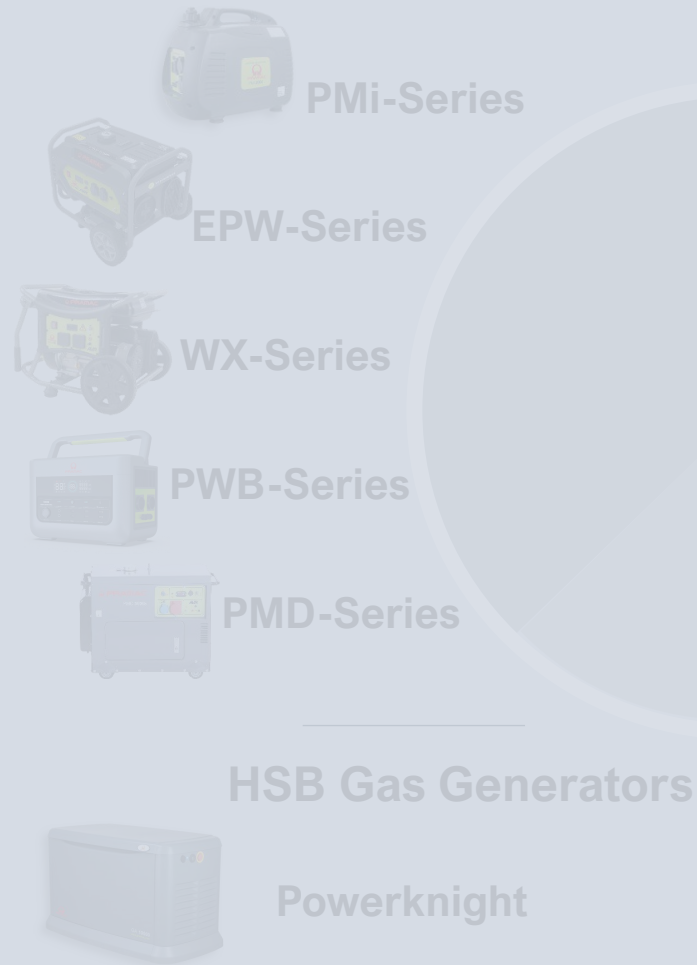 PMi-Series
EPW-Series
WX-Series
PWB-Series
PMD-Series
HSB Gas Generators
Powerknight